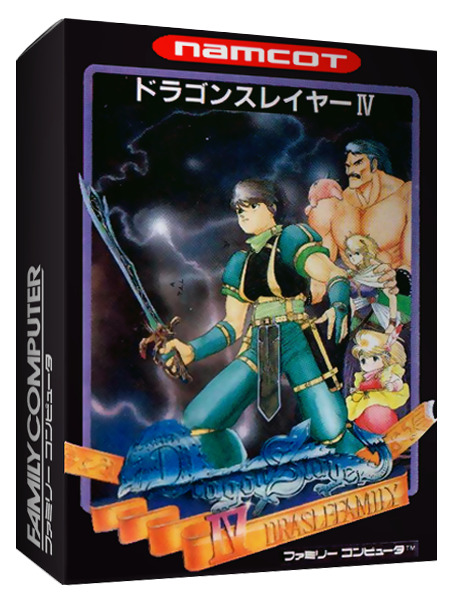 namcot
ドラゴンスレイヤーIV
Dragon Slayer
IV DRASLEFAMILY
ファミリー コンピュータ™
FAMILY COMPUTER
ファミリー コンピュータ